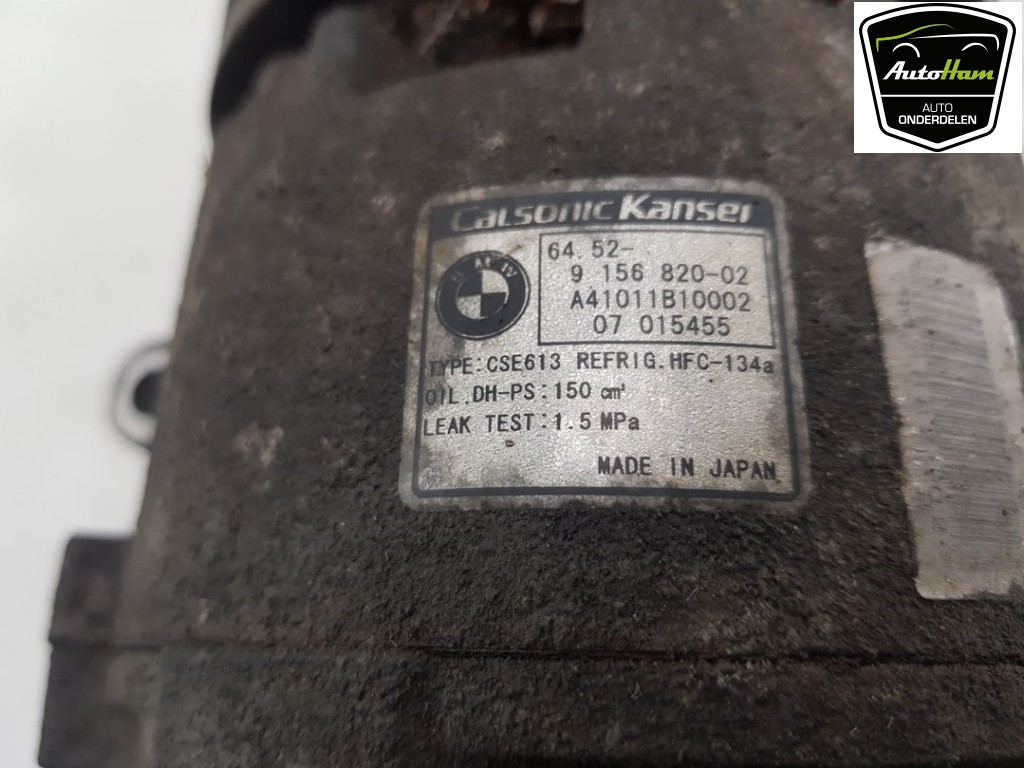 AutoHam
AUTO
ONDERDELEN
Calsonic Kansei
BMW
64. 52-
9 156 820-02
A41011B10002
07 015455
TYPE:CSE613 REFRIG.HFC-134a
OIL.DH-PS:150 cm³
LEAK TEST:1.5 MPa
MADE IN JAPAN